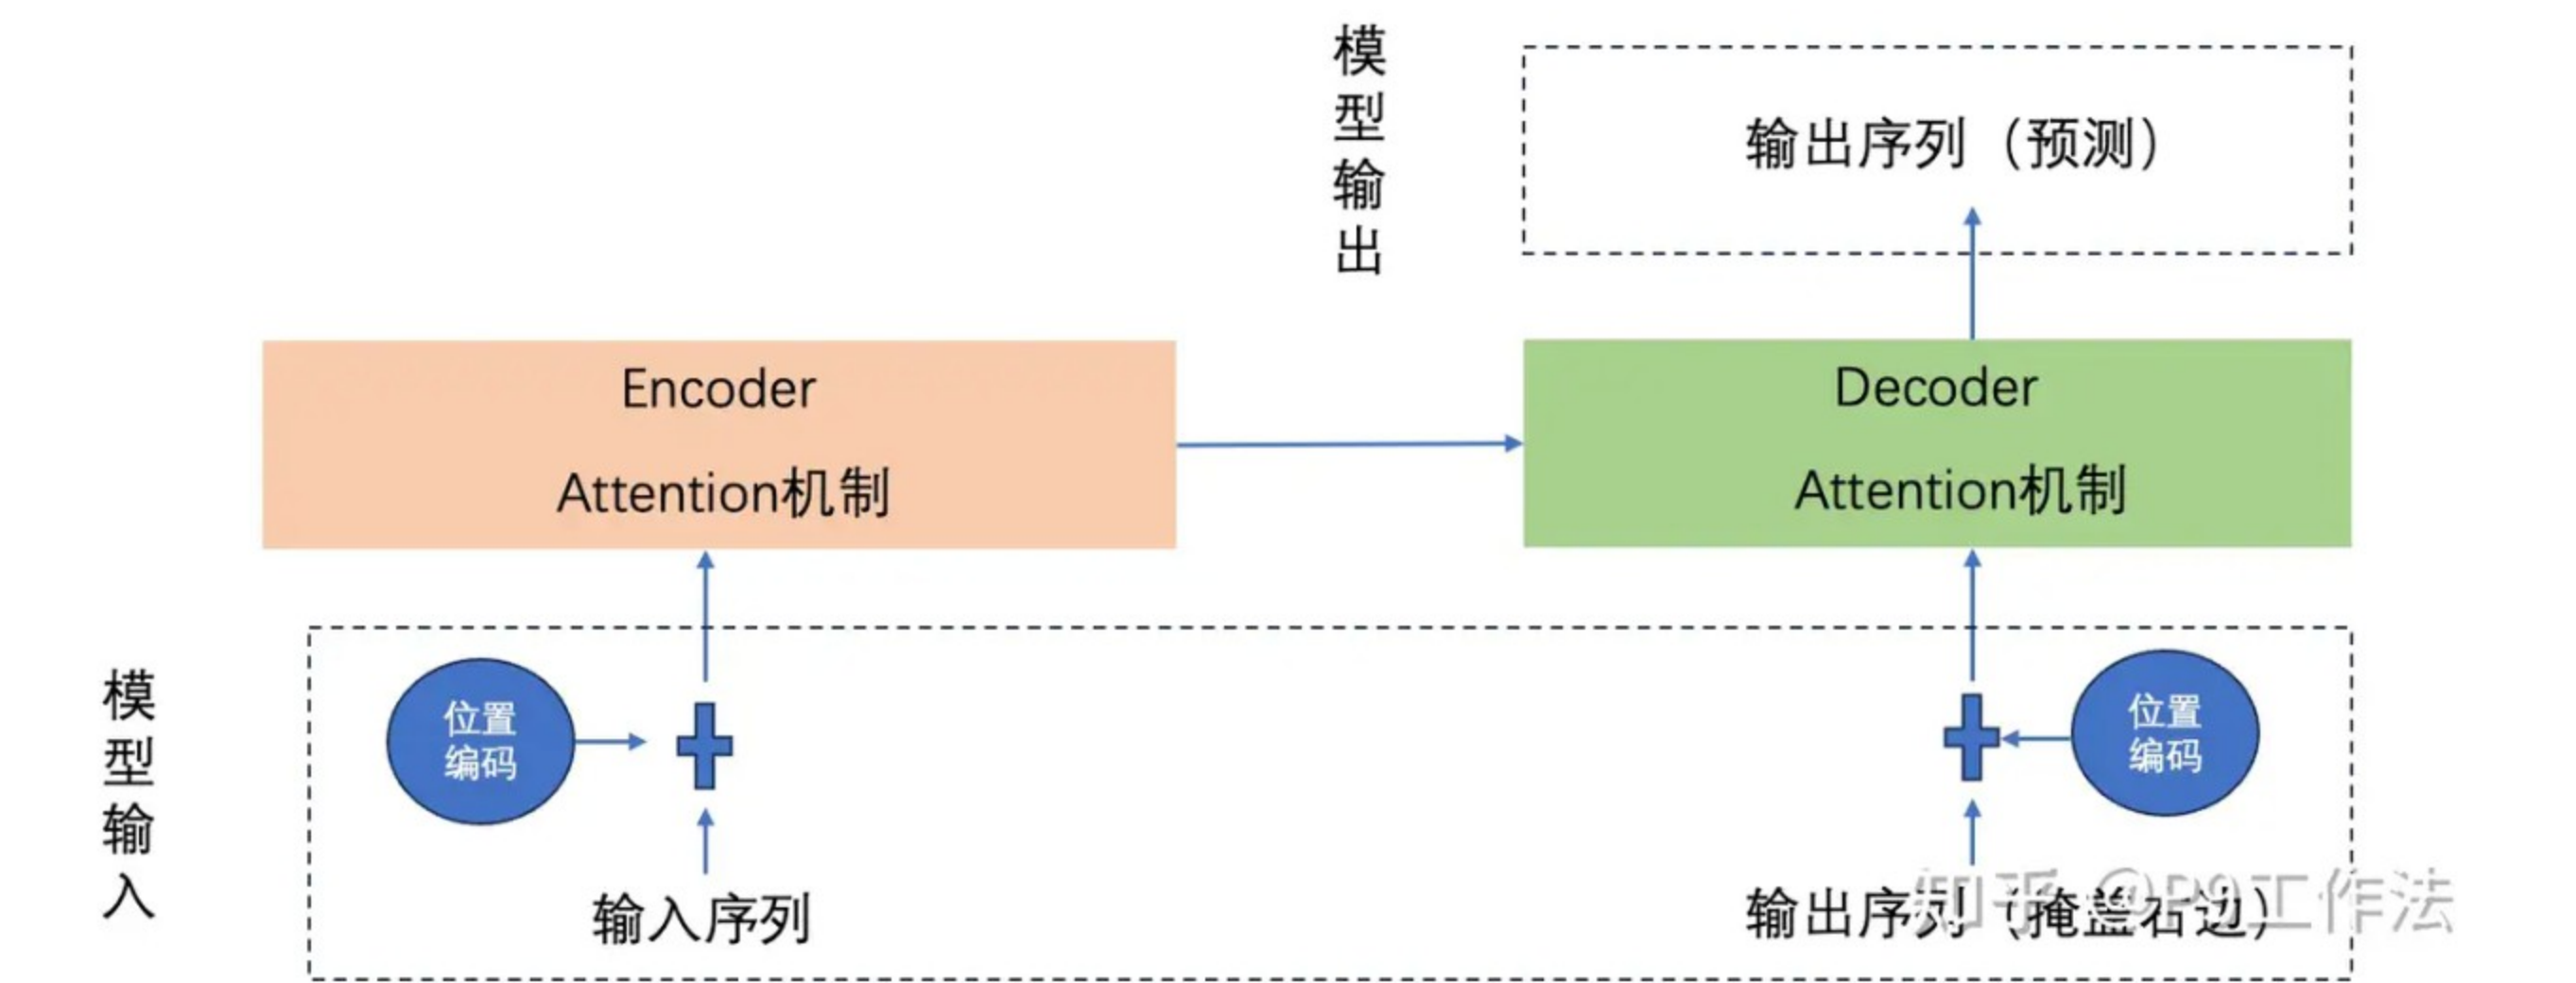 模型输出
输出序列（预测）
Encoder
Attention机制
Decoder
Attention机制
模型输入
位置
编码
位置
编码
输入序列
输出序列（掩盖右边）
知乎 @P9工作法